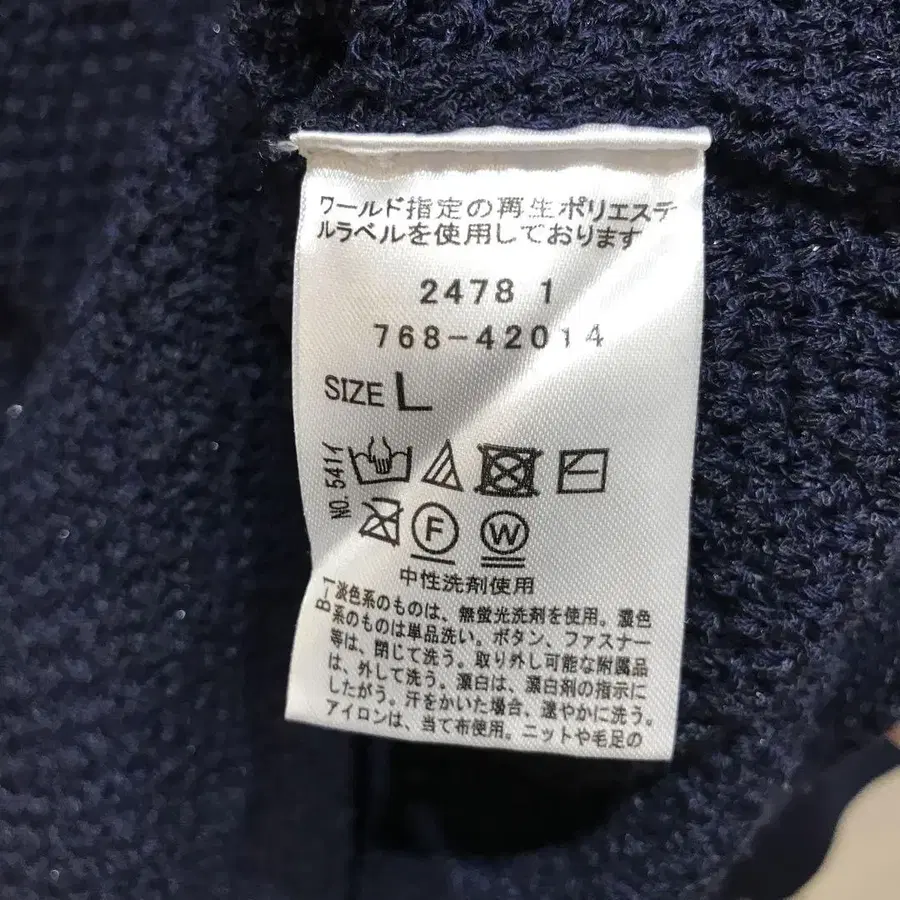 ワールド指定の再生ポリエステ
ルラベルを使用しております
2478 1
768-42014
SIZE L
NO.541イ
F W
中性洗剤使用
B-1
淡色系のものは、無蛍光洗剤を使用。濃色
系のものは単品洗い。ボタン、ファスナー
等は、閉じて洗う。取り外し可能な附属品
は、外して洗う。漂白は、漂白剤の指示に
したがう。汗をかいた場合、速やかに洗う。
アイロンは、当て布使用。ニットや毛足の